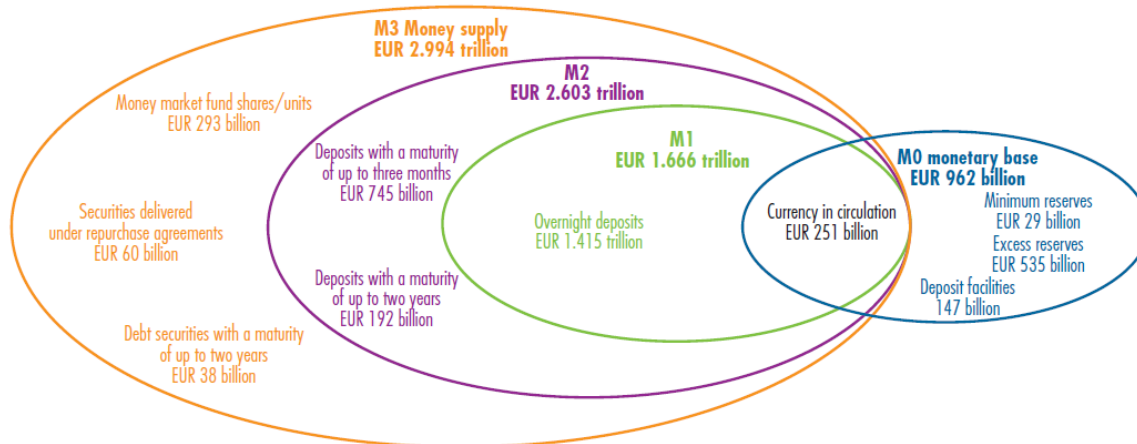 M3 Money supply
EUR 2.994 trillion
Money market fund shares/units
EUR 293 billion
Securities delivered
under repurchase agreements
EUR 60 billion
Debt securities with a maturity
of up to two years
EUR 38 billion
M2
EUR 2.603 trillion
Deposits with a maturity
of up to three months
EUR 745 billion
Deposits with a maturity
of up to two years
EUR 192 billion
M1
EUR 1.666 trillion
Overnight deposits
EUR 1.415 trillion
Currency in circulation
EUR 251 billion
M0 monetary base
EUR 962 billion
Minimum reserves
EUR 29 billion
Excess reserves
EUR 535 billion
Deposit facilities
147 billion